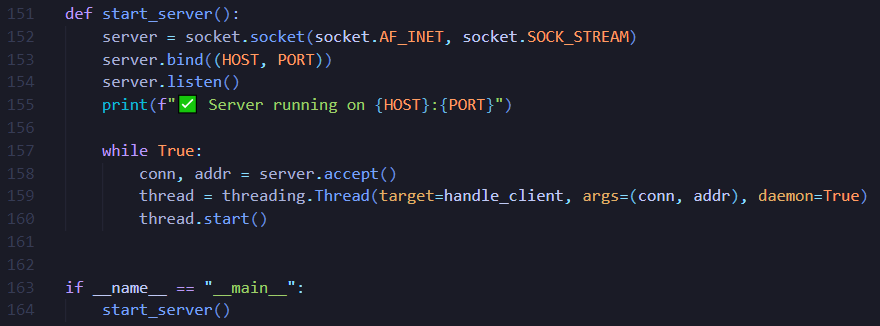 151 def start_server():
152     server = socket.socket(socket.AF_INET, socket.SOCK_STREAM)
153     server.bind((HOST, PORT))
154     server.listen()
155     print(f"✅ Server running on {HOST}:{PORT}")
156
157     while True:
158         conn, addr = server.accept()
159         thread = threading.Thread(target=handle_client, args=(conn, addr), daemon=True)
160         thread.start()
161
162
163 if __name__ == "__main__":
164     start_server()